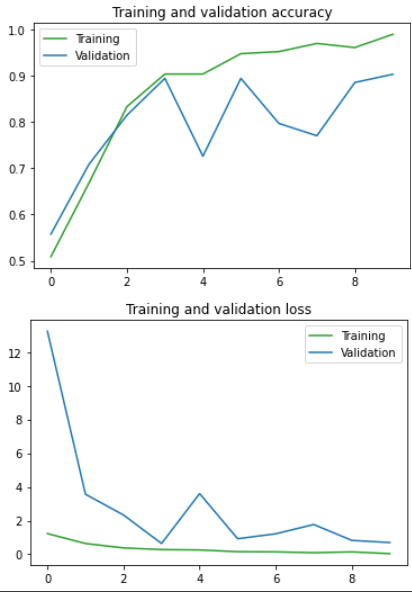 Training and validation accuracy
1.0
Training
Validation
0.9
0.8
0.7
0.6
0.5
0 2 4 6 8
Training and validation loss
Training
12
Validation
10
8
6
4
2
0
0 2 4 6 8